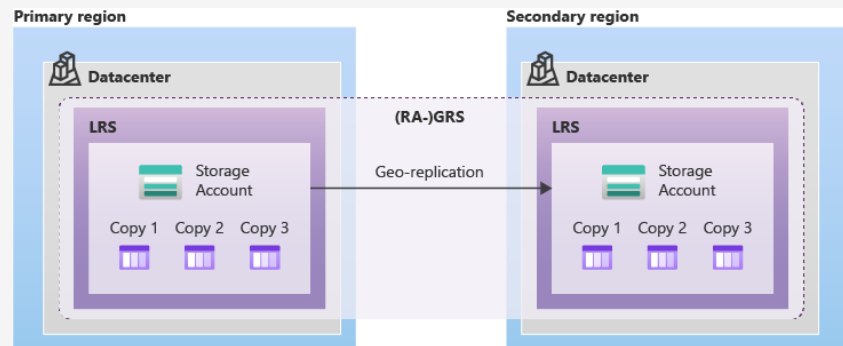 Primary region
Secondary region
Datacenter
Datacenter
(RA-)GRS
LRS
LRS
Storage
Account
Geo-replication
Storage
Account
Copy 1 Copy 2 Copy 3
Copy 1 Copy 2 Copy 3